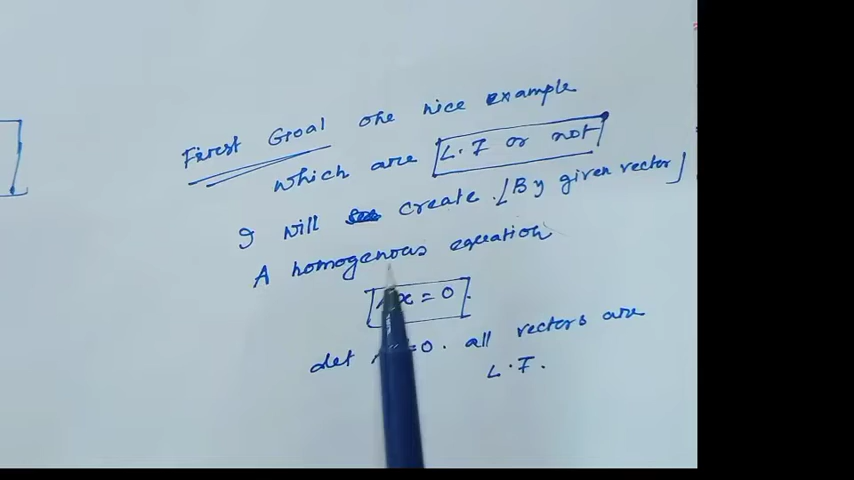 First Goal one nice example
which are L.I or not
I will create [By given vector]
A homogenous equation
x = 0
det = 0. all vectors are
L.I.